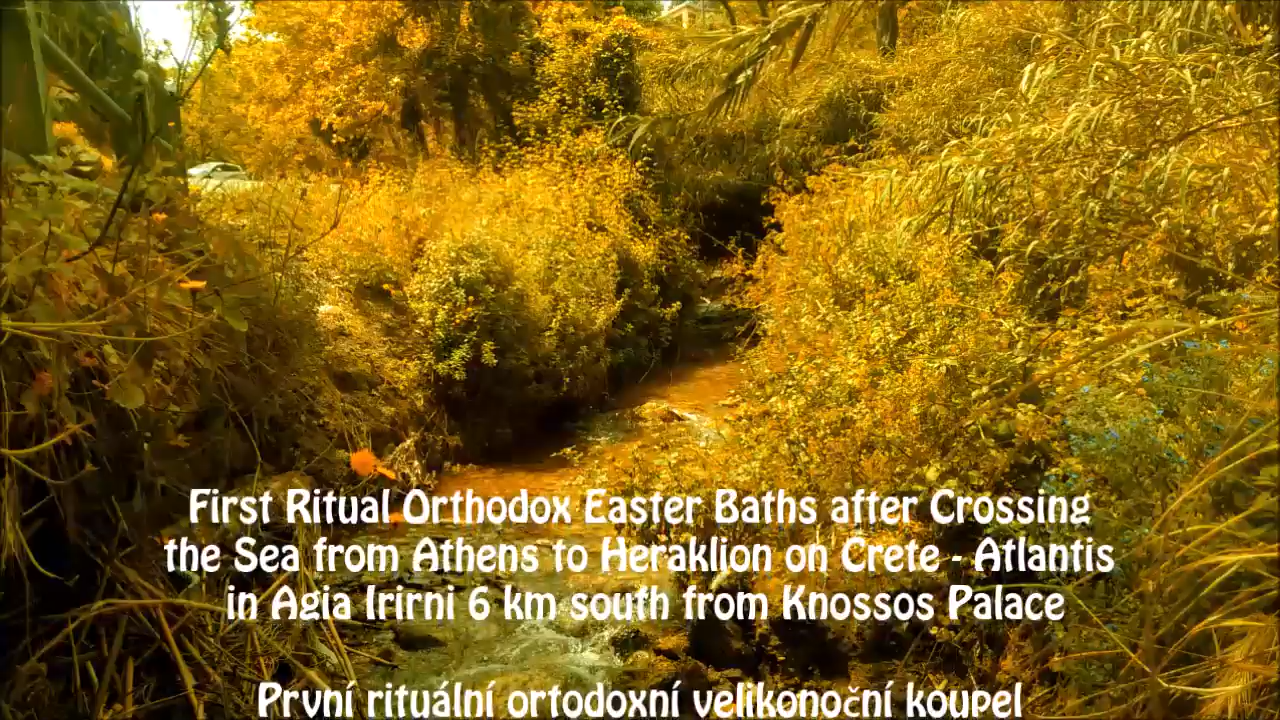 First Ritual Orthodox Easter Baths after Crossing
the Sea from Athens to Heraklion on Crete - Atlantis
in Agia Irirni 6 km south from Knossos Palace
První rituální ortodoxní velikonoční koupel